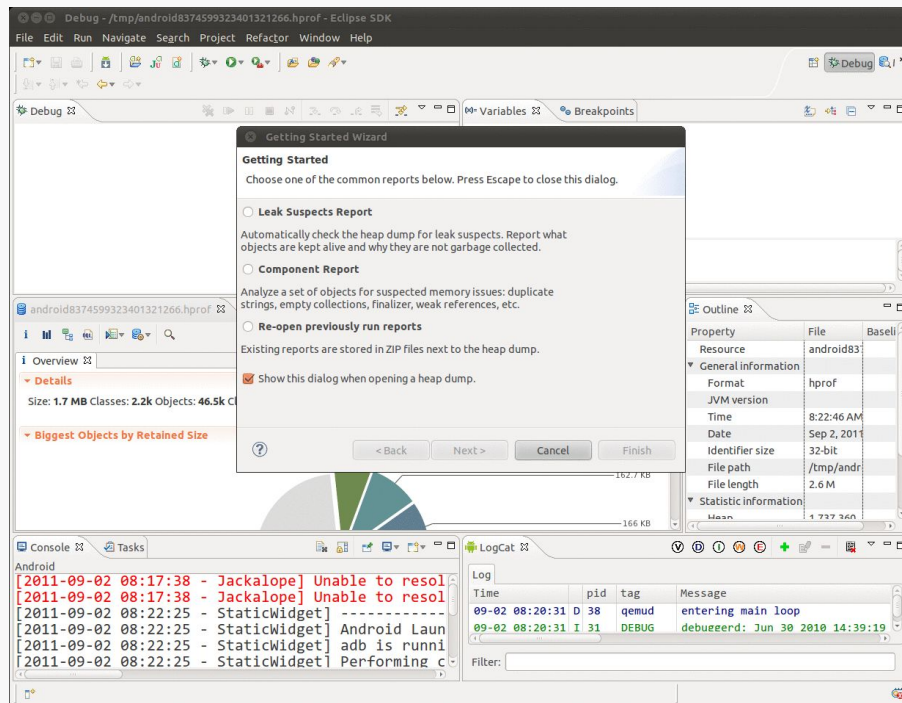 Debug - /tmp/android8374599323401321266.hprof - Eclipse SDK
File Edit Run Navigate Search Project Refactor Window Help
Debug
Debug
Variables
Breakpoints
Getting Started Wizard
Getting Started
Choose one of the common reports below. Press Escape to close this dialog.
Leak Suspects Report
Automatically check the heap dump for leak suspects. Report what
objects are kept alive and why they are not garbage collected.
Component Report
Analyze a set of objects for suspected memory issues: duplicate
strings, empty collections, finalizer, weak references, etc.
Re-open previously run reports
Existing reports are stored in ZIP files next to the heap dump.
Show this dialog when opening a heap dump.
< Back Next > Cancel Finish
android8374599323401321266.hprof
i Overview
Details
Size: 1.7 MB Classes: 2.2k Objects: 46.5k Cl
Biggest Objects by Retained Size
162.7 KB
166 KB
Outline
Property File Baseli
Resource android837
General information
Format hprof
JVM version
Time 8:22:46 AM
Date Sep 2, 2011
Identifier size 32-bit
File path /tmp/andr
File length 2.6 M
Statistic information
Heap 1,737,360
Console Tasks
Android
[2011-09-02 08:17:38 - Jackalope] Unable to resol
[2011-09-02 08:17:38 - Jackalope] Unable to resol
[2011-09-02 08:22:25 - StaticWidget] ------------
[2011-09-02 08:22:25 - StaticWidget] Android Laun
[2011-09-02 08:22:25 - StaticWidget] adb is runni
[2011-09-02 08:22:25 - StaticWidget] Performing c
LogCat
V D I W E
Log
Time pid tag Message
09-02 08:20:31 D 38 qemud entering main loop
09-02 08:20:31 I 31 DEBUG debuggerd: Jun 30 2010 14:39:19
Filter: